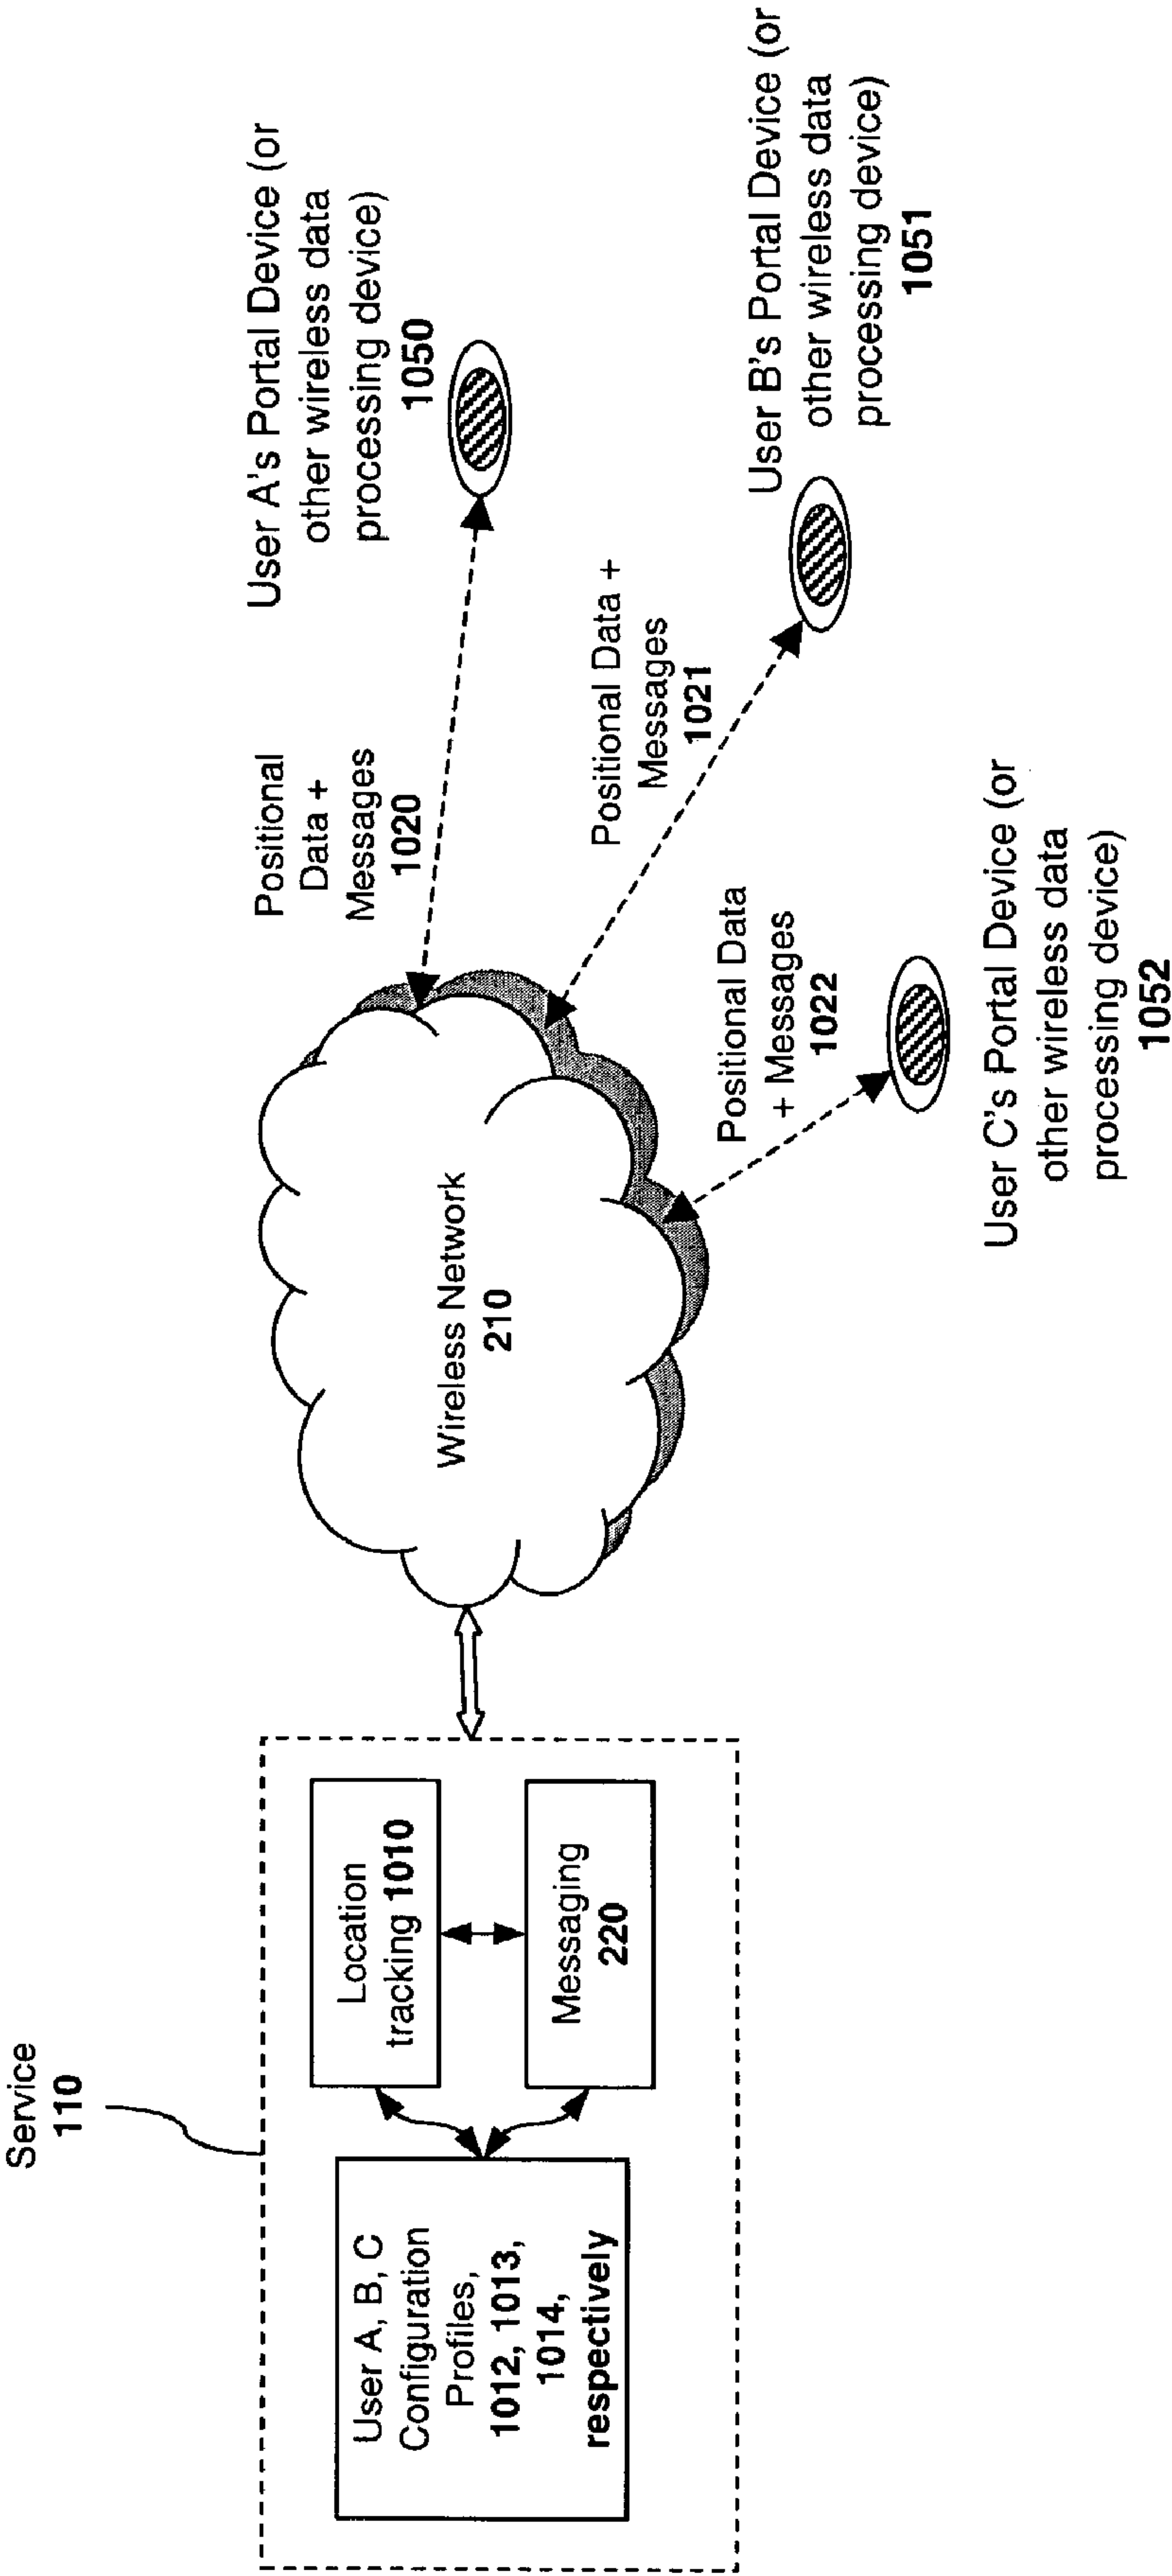 Service
110
User A, B, C
Configuration
Profiles,
1012, 1013,
1014,
respectively
Location
tracking 1010
Messaging
220
Wireless Network
210
Positional
Data +
Messages
1020
User A's Portal Device (or
other wireless data
processing device)
1050
Positional Data +
Messages
1021
User B's Portal Device (or
other wireless data
processing device)
1051
Positional Data
+ Messages
1022
User C's Portal Device (or
other wireless data
processing device)
1052